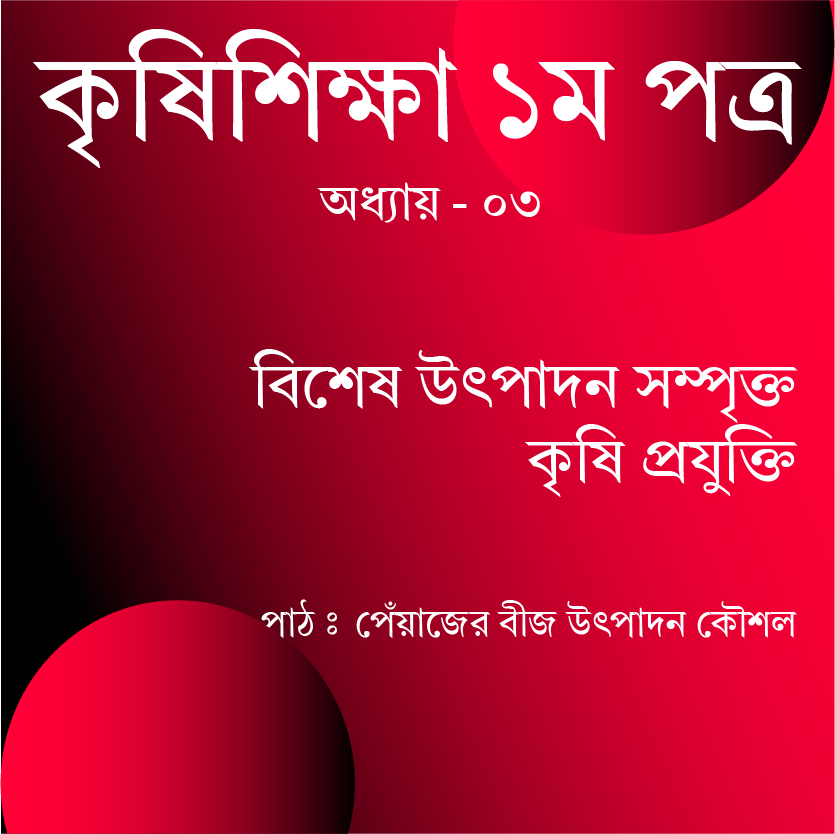 কৃষিশিক্ষা ১ম পত্র
অধ্যায় - ০৩
বিশেষ উৎপাদন সম্পৃক্ত
কৃষি প্রযুক্তি
পাঠ ঃ পেঁয়াজের বীজ উৎপাদন কৌশল